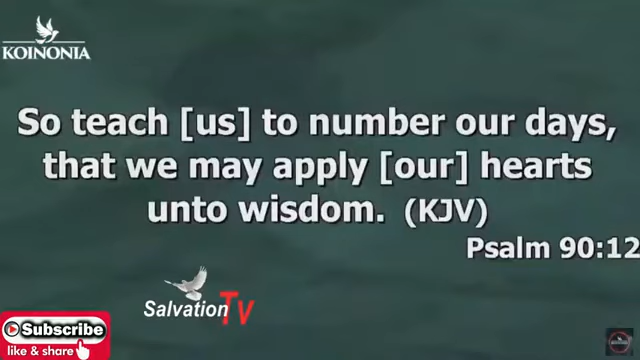 KOINONIA
So teach [us] to number our days,
that we may apply [our] hearts
unto wisdom. (KJV)
Psalm 90:12
Salvation TV
Subscribe
like & share